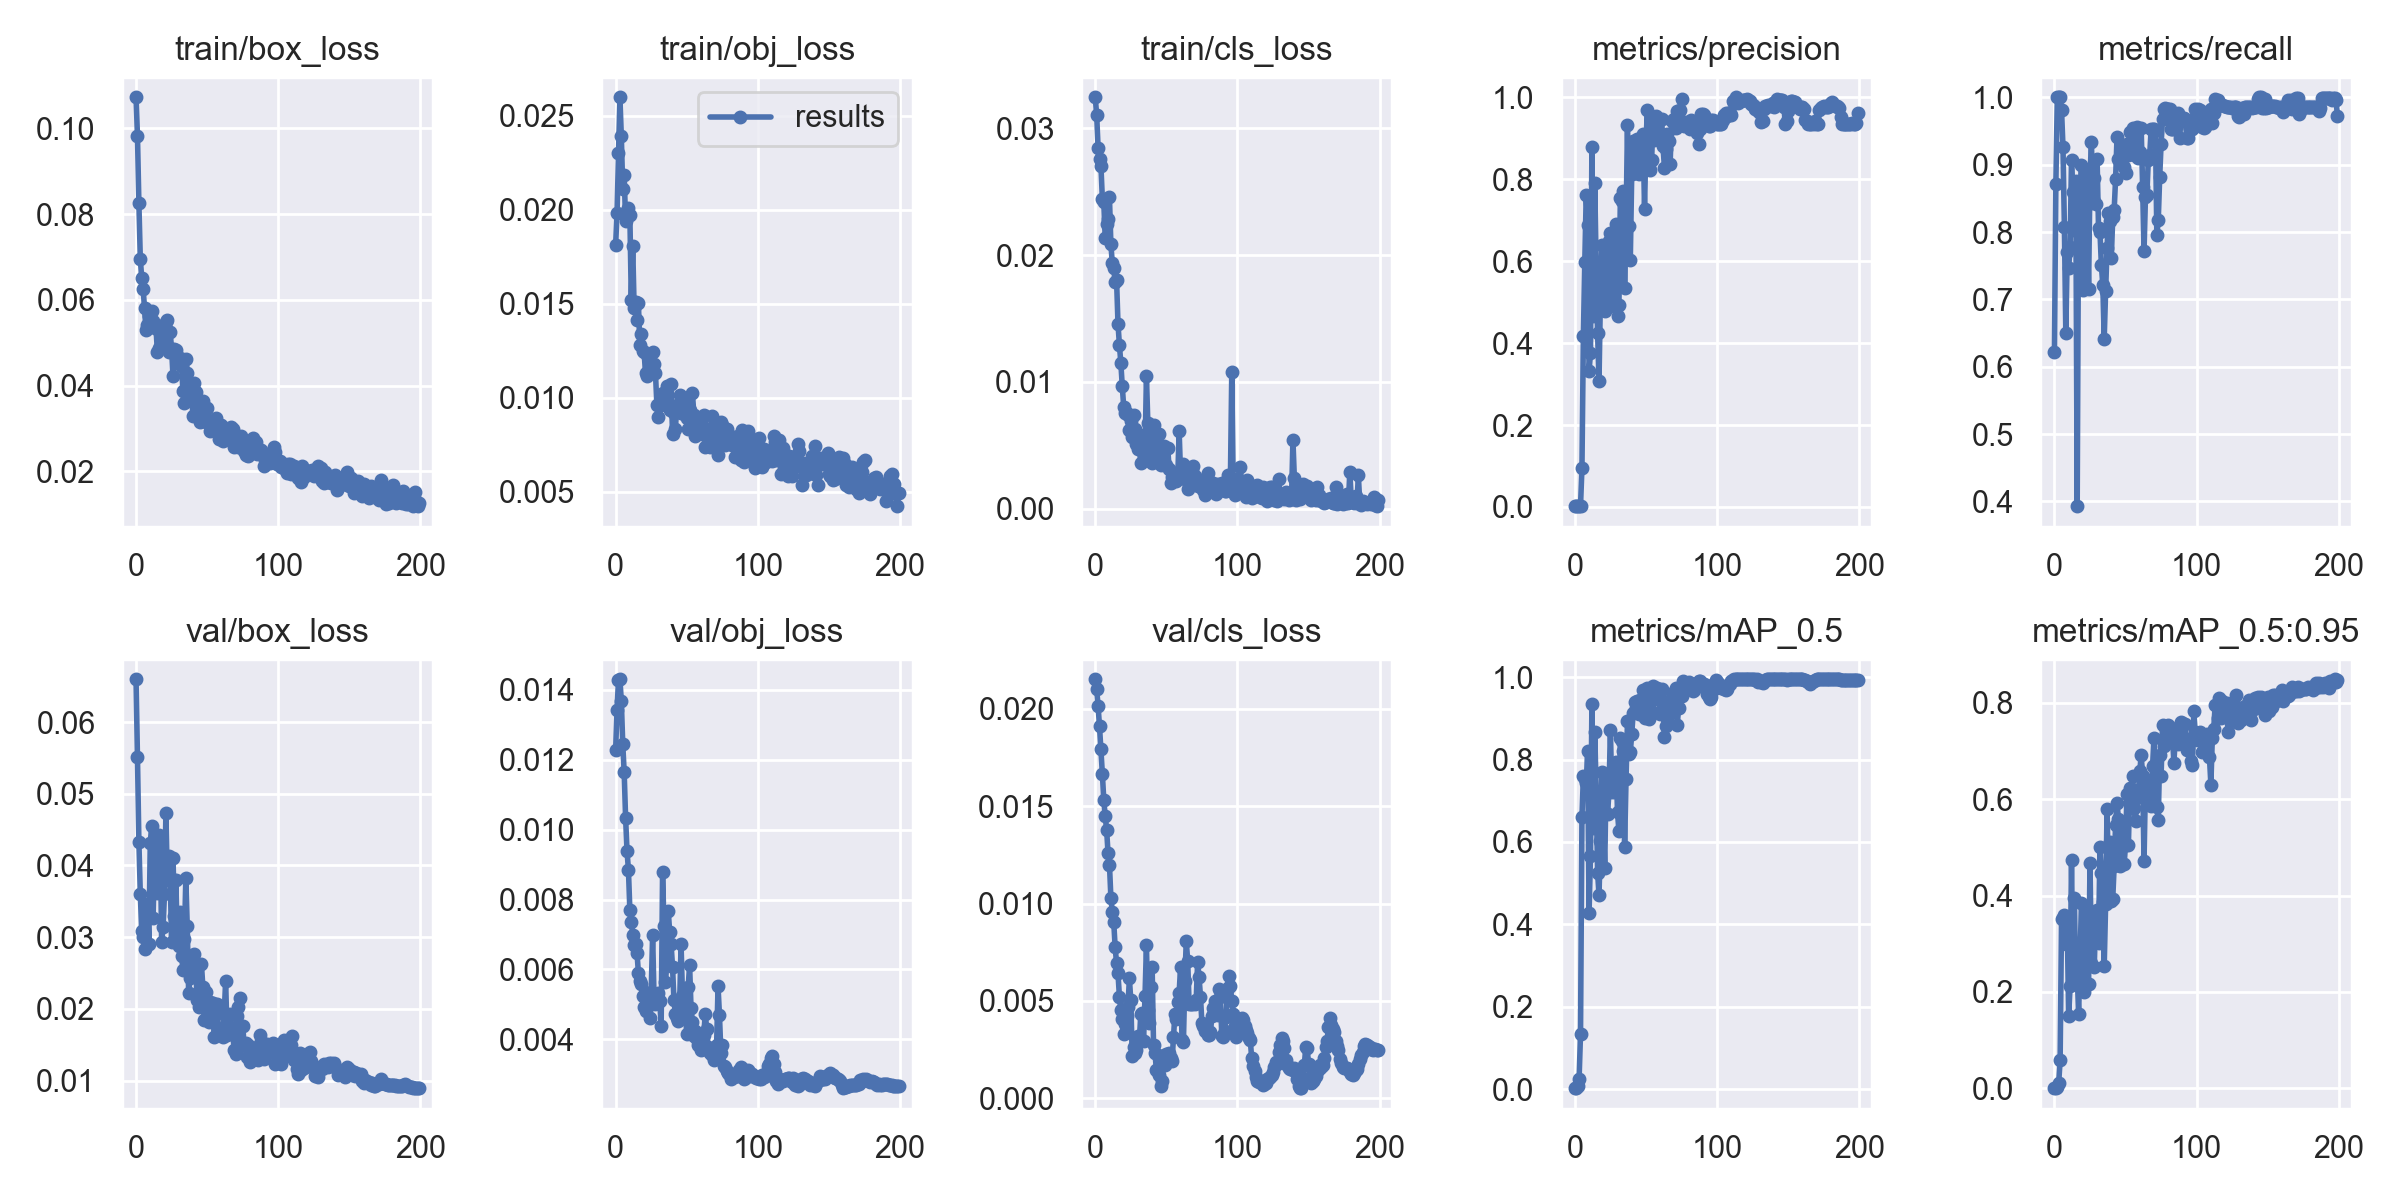 train/box_loss
0.10
0.08
0.06
0.04
0.02
0 100 200
train/obj_loss
results
0.025
0.020
0.015
0.010
0.005
0 100 200
train/cls_loss
0.03
0.02
0.01
0.00
0 100 200
metrics/precision
1.0
0.8
0.6
0.4
0.2
0.0
0 100 200
metrics/recall
1.0
0.9
0.8
0.7
0.6
0.5
0.4
0 100 200
val/box_loss
0.06
0.05
0.04
0.03
0.02
0.01
0 100 200
val/obj_loss
0.014
0.012
0.010
0.008
0.006
0.004
0 100 200
val/cls_loss
0.020
0.015
0.010
0.005
0.000
0 100 200
metrics/mAP_0.5
1.0
0.8
0.6
0.4
0.2
0.0
0 100 200
metrics/mAP_0.5:0.95
0.8
0.6
0.4
0.2
0.0
0 100 200